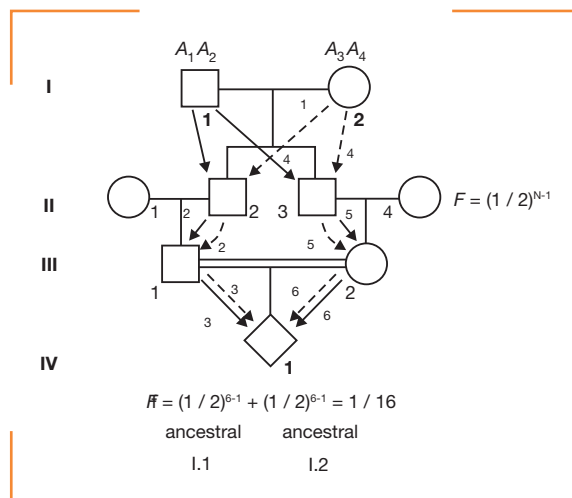 A₁A₂ A₃A₄
I
1
1 2
4 4
II
1 2 2 3 5 4 F = (1 / 2)ᴺ⁻¹
2 5
III
1 2
3 6
3 6
1
IV
F = (1 / 2)⁶⁻¹ + (1 / 2)⁶⁻¹ = 1 / 16
ancestral ancestral
I.1 I.2